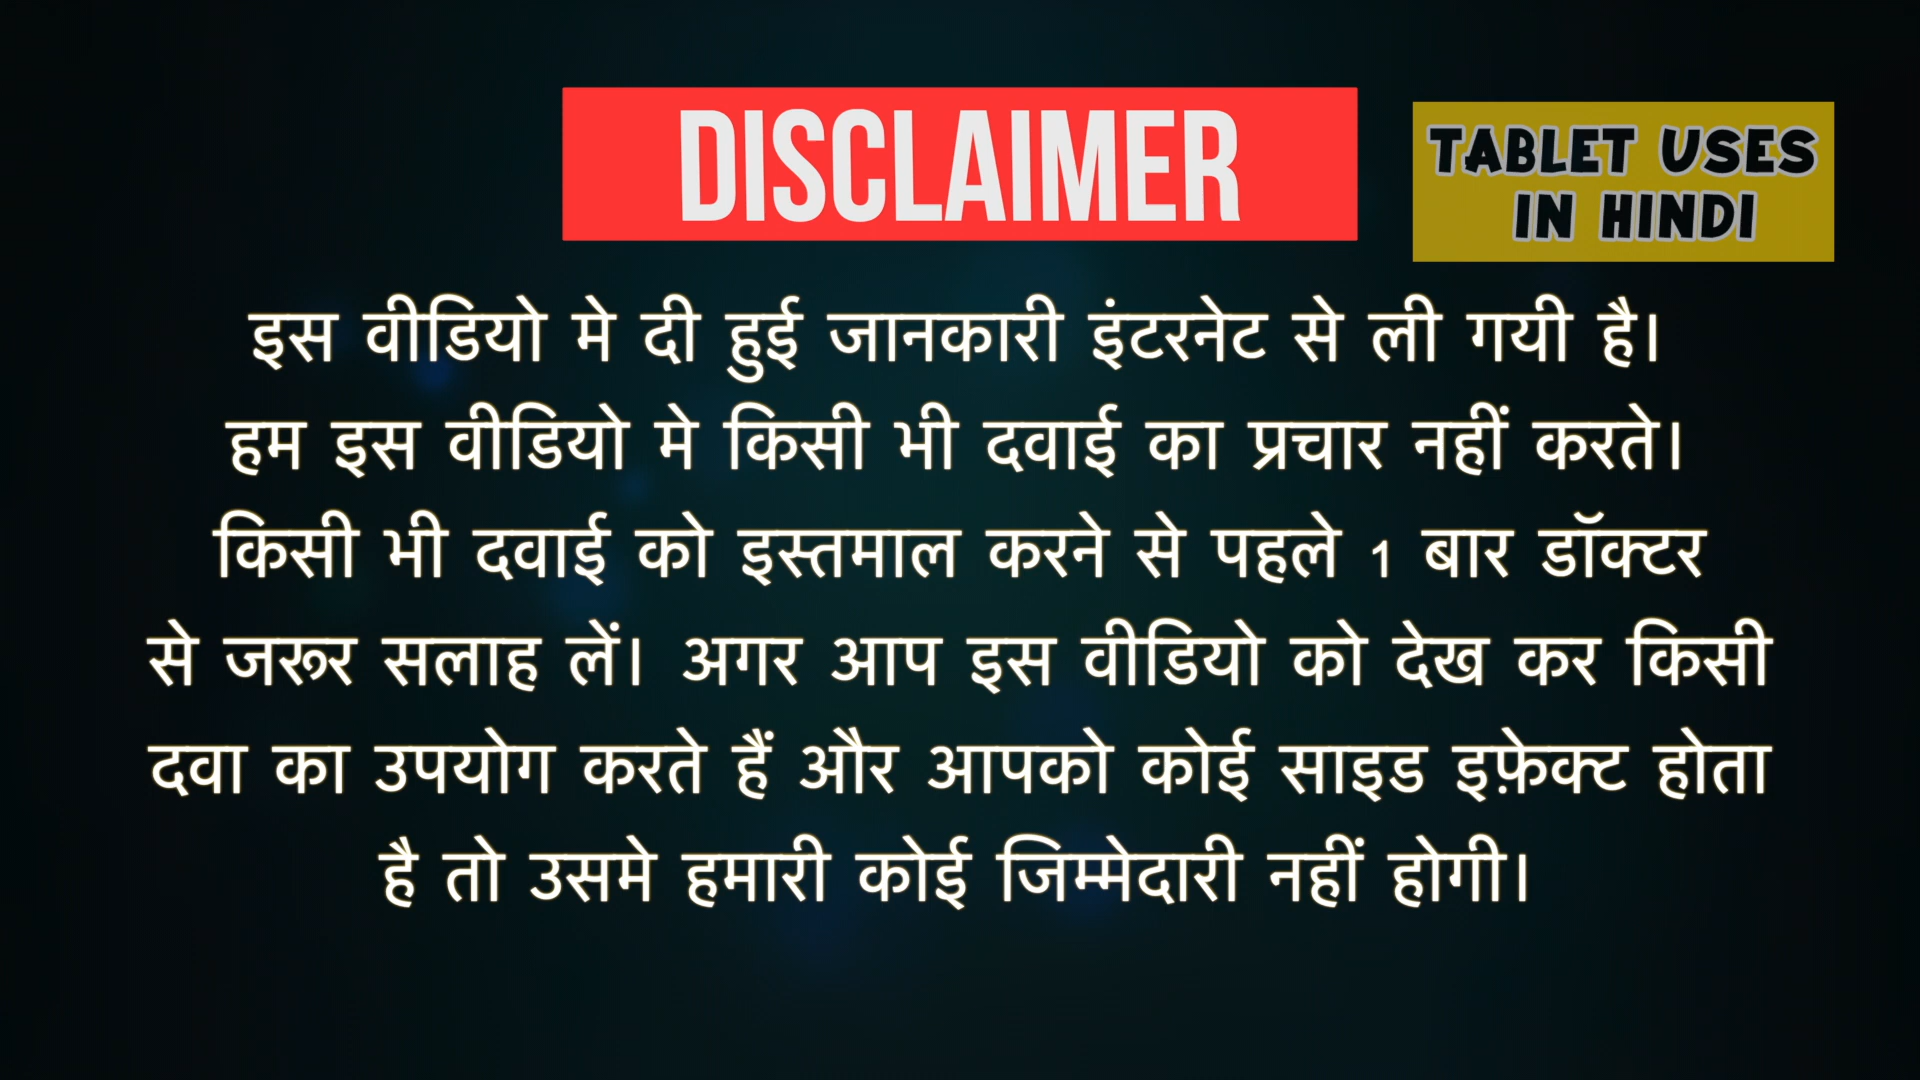 DISCLAIMER
TABLET USES
IN HINDI
इस वीडियो मे दी हुई जानकारी इंटरनेट से ली गयी है।
हम इस वीडियो मे किसी भी दवाई का प्रचार नहीं करते।
किसी भी दवाई को इस्तमाल करने से पहले 1 बार डॉक्टर
से जरूर सलाह लें। अगर आप इस वीडियो को देख कर किसी
दवा का उपयोग करते हैं और आपको कोई साइड इफ़ेक्ट होता
है तो उसमे हमारी कोई जिम्मेदारी नहीं होगी।